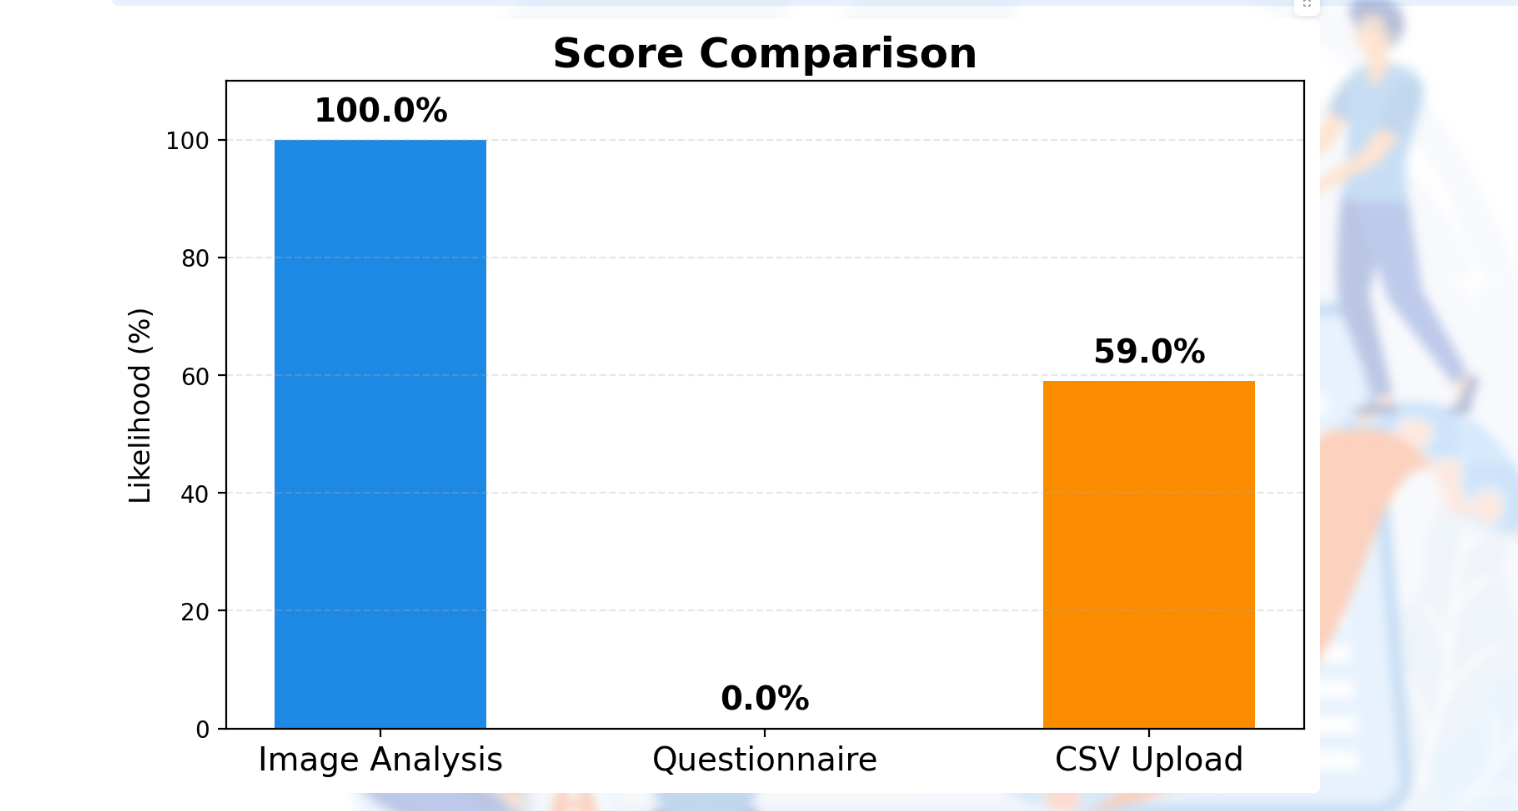 Score Comparison
100.0%
100
80
59.0%
60
40
20
0.0%
0
Likelihood (%)
Image Analysis
Questionnaire
CSV Upload